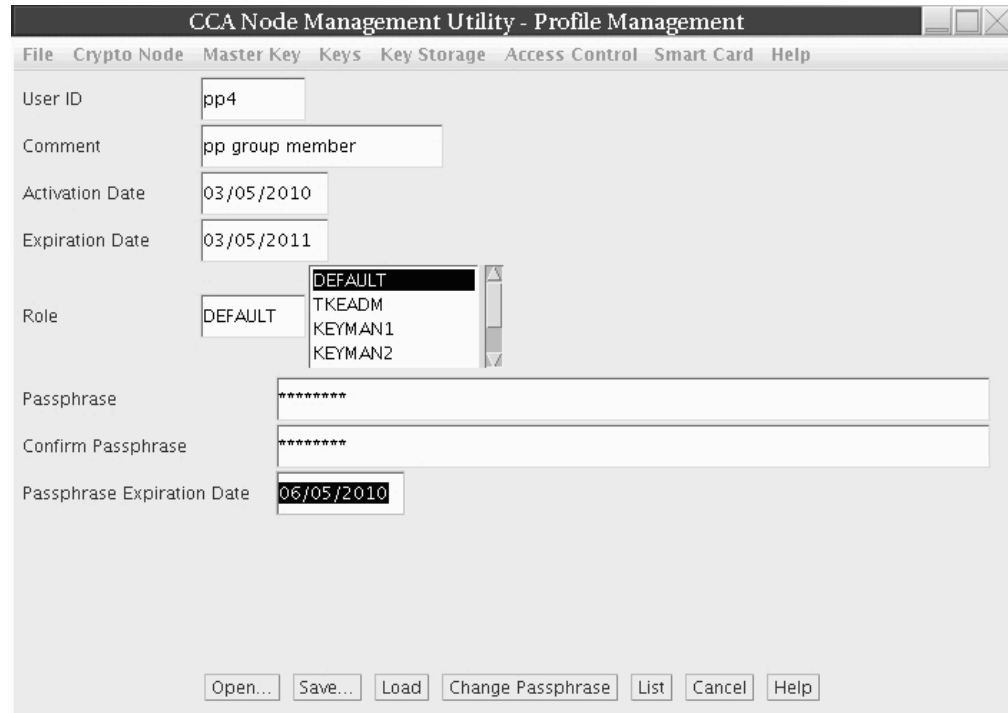 CCA Node Management Utility - Profile Management
File Crypto Node Master Key Keys Key Storage Access Control Smart Card Help
User ID pp4
Comment pp group member
Activation Date 03/05/2010
Expiration Date 03/05/2011
Role DEFAULT
DEFAULT
TKEADM
KEYMAN1
KEYMAN2
Passphrase ********
Confirm Passphrase ********
Passphrase Expiration Date 06/05/2010
Open... Save... Load Change Passphrase List Cancel Help